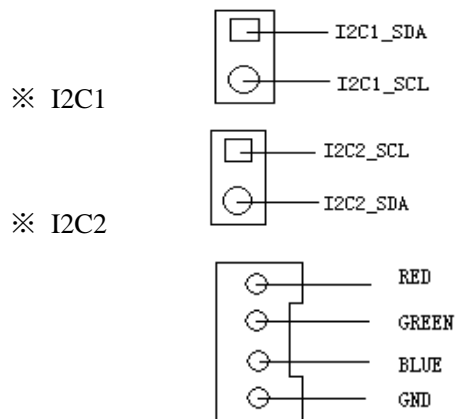 I2C1_SDA
I2C1_SCL
※ I2C1
I2C2_SCL
I2C2_SDA
※ I2C2
RED
GREEN
BLUE
GND